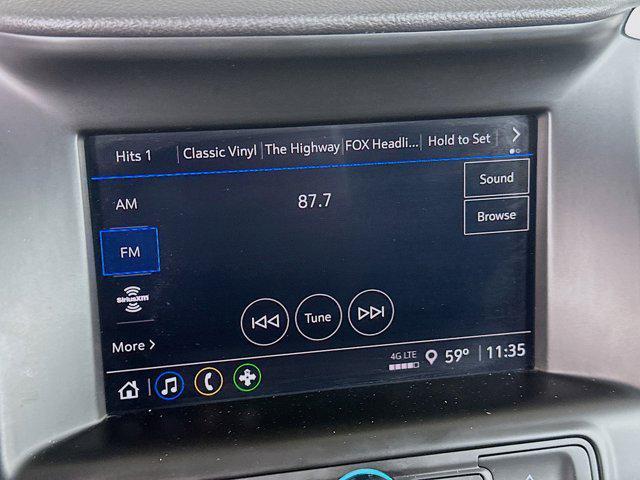 Hits 1 Classic Vinyl The Highway FOX Headli... Hold to Set
AM
87.7
Sound
FM
Browse
SiriusXM
Tune
More
4G LTE 59° 11:35